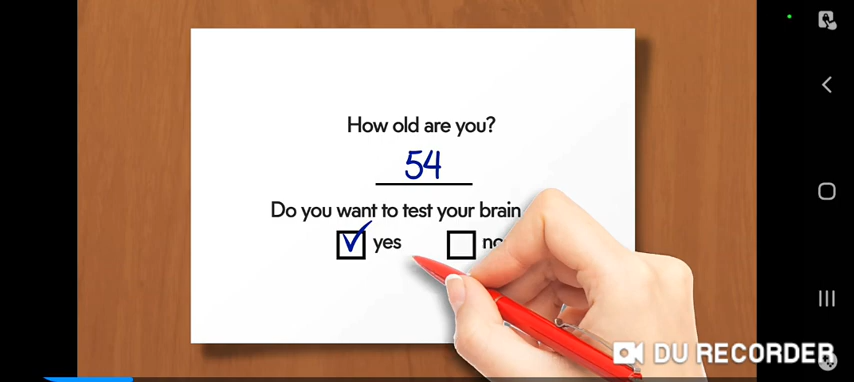 How old are you?
54
Do you want to test your brain
yes
DU RECORDER